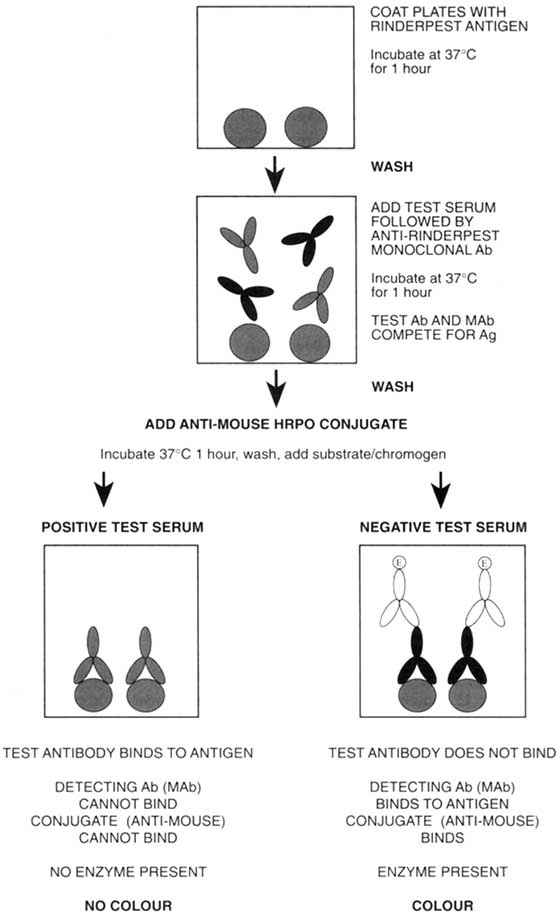 COAT PLATES WITH
RINDERPEST ANTIGEN
Incubate at 37°C
for 1 hour
WASH
ADD TEST SERUM
FOLLOWED BY
ANTI-RINDERPEST
MONOCLONAL Ab
Incubate at 37°C
for 1 hour
TEST Ab AND MAb
COMPETE FOR Ag
WASH
ADD ANTI-MOUSE HRPO CONJUGATE
Incubate 37°C 1 hour, wash, add substrate/chromogen
POSITIVE TEST SERUM
TEST ANTIBODY BINDS TO ANTIGEN
DETECTING Ab (MAb)
CANNOT BIND
CONJUGATE (ANTI-MOUSE)
CANNOT BIND
NO ENZYME PRESENT
NO COLOUR
NEGATIVE TEST SERUM
E E
TEST ANTIBODY DOES NOT BIND
DETECTING Ab (MAb)
BINDS TO ANTIGEN
CONJUGATE (ANTI-MOUSE)
BINDS
ENZYME PRESENT
COLOUR